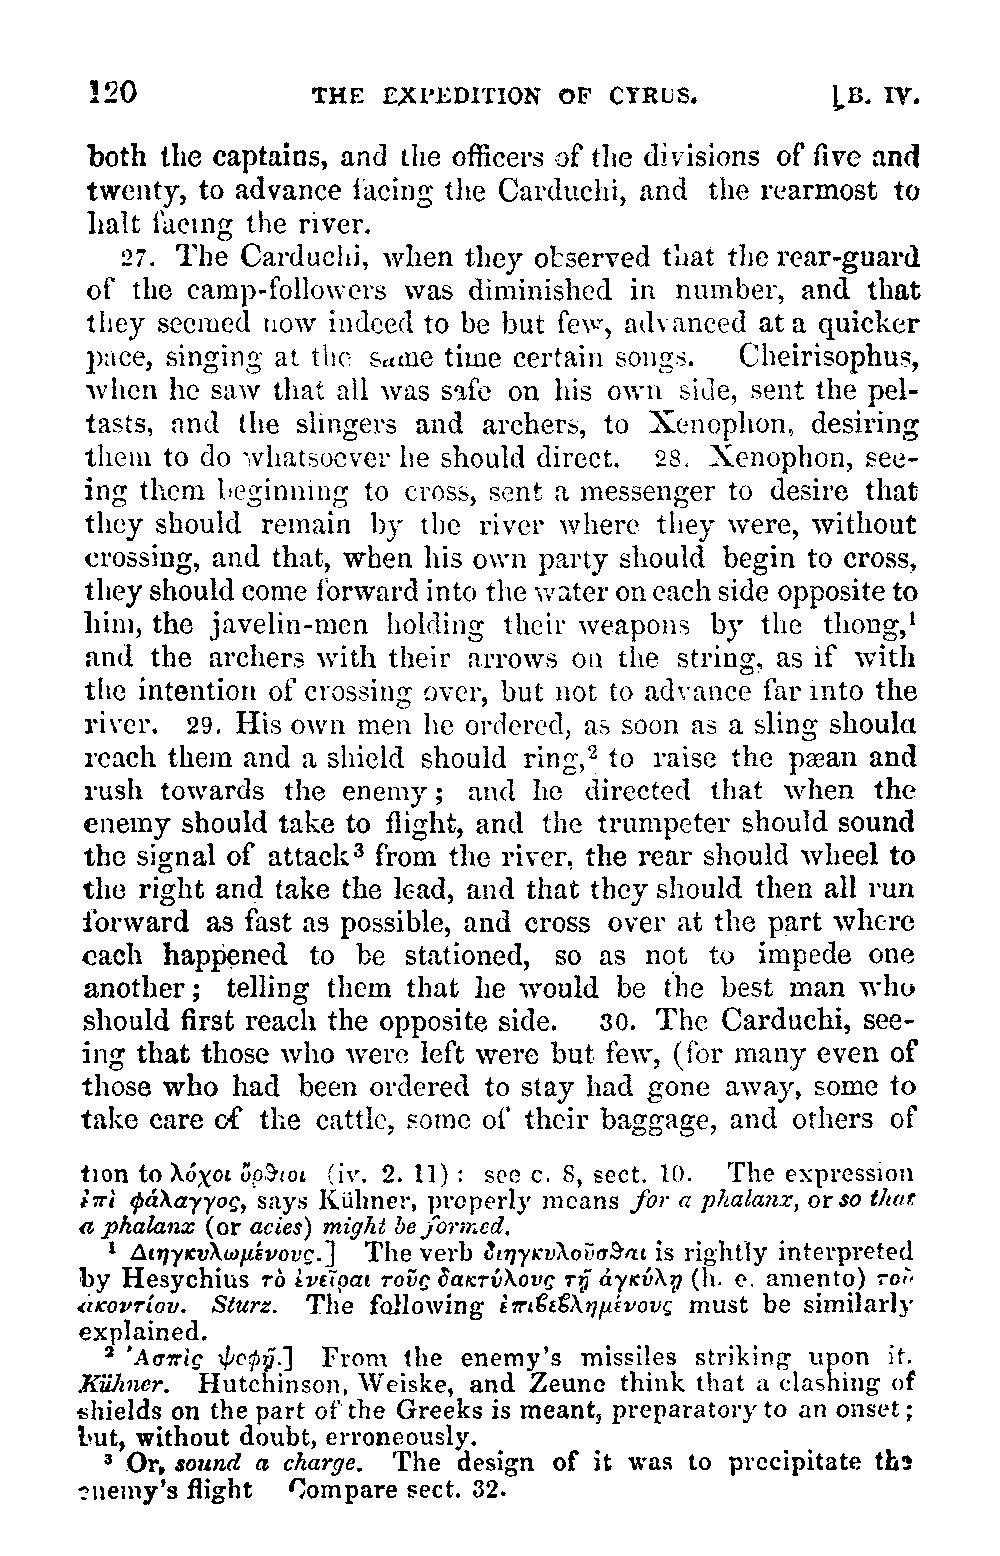 120 THE EXPEDITION OF CYRUS. [B. IV.
both the captains, and the officers of the divisions of five and
twenty, to advance facing the Carduchi, and the rearmost to
halt facing the river.
27. The Carduchi, when they observed that the rear-guard
of the camp-followers was diminished in number, and that
they seemed now indeed to be but few, advanced at a quicker
pace, singing at the same time certain songs. Cheirisophus,
when he saw that all was safe on his own side, sent the pel-
tasts, and the slingers and archers, to Xenophon, desiring
them to do whatsoever he should direct. 28. Xenophon, see-
ing them beginning to cross, sent a messenger to desire that
they should remain by the river where they were, without
crossing, and that, when his own party should begin to cross,
they should come forward into the water on each side opposite to
him, the javelin-men holding their weapons by the thong,¹
and the archers with their arrows on the string, as if with
the intention of crossing over, but not to advance far into the
river. 29. His own men he ordered, as soon as a sling should
reach them and a shield should ring,² to raise the pæan and
rush towards the enemy; and he directed that when the
enemy should take to flight, and the trumpeter should sound
the signal of attack³ from the river, the rear should wheel to
the right and take the lead, and that they should then all run
forward as fast as possible, and cross over at the part where
each happened to be stationed, so as not to impede one
another; telling them that he would be the best man who
should first reach the opposite side. 30. The Carduchi, see-
ing that those who were left were but few, (for many even of
those who had been ordered to stay had gone away, some to
take care of the cattle, some of their baggage, and others of
tion to λόχοι ὄρθιοι (iv. 2. 11): see c. 8, sect. 10. The expression
ἐπὶ φάλαγγος, says Kühner, properly means for a phalanx, or so that
a phalanx (or acies) might be formed.
¹ Διηγκυλωμένους.] The verb διηγκυλοῦσθαι is rightly interpreted
by Hesychius τὸ ἐνεῖραι τοῦς δακτύλους τῇ ἀγκύλῃ (h. e. amento) τοῦ
ἀκοντίου. Sturz. The following ἐπιβεβλημένους must be similarly
explained.
² Ἀσπὶς ψοφῇ.] From the enemy's missiles striking upon it.
Kühner. Hutchinson, Weiske, and Zeune think that a clashing of
shields on the part of the Greeks is meant, preparatory to an onset;
but, without doubt, erroneously.
³ Or, sound a charge. The design of it was to precipitate the
enemy's flight Compare sect. 32.